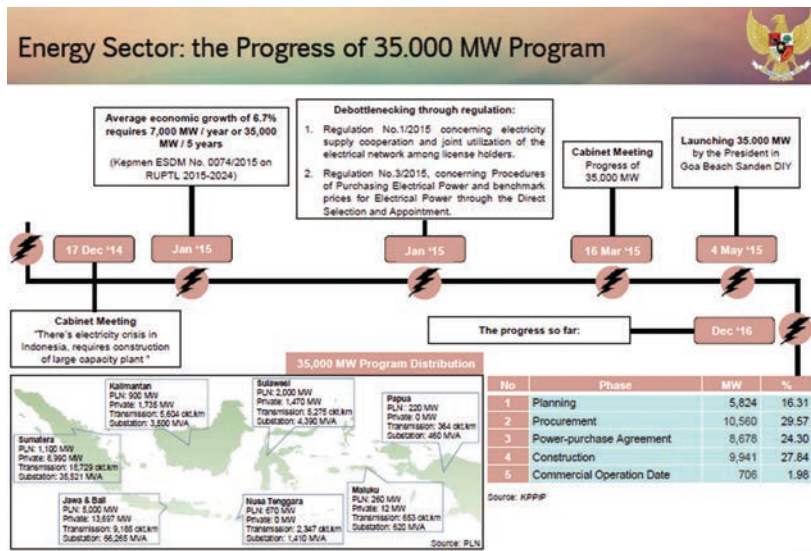 Energy Sector: the Progress of 35.000 MW Program
Average economic growth of 6.7%
requires 7,000 MW / year or 35,000
MW / 5 years
(Kepmen ESDM No. 0074/2015 on
RUPTL 2015-2024)
Debottlenecking through regulation:
1. Regulation No.1/2015 concerning electricity
supply cooperation and joint utilization of the
electrical network among license holders.
2. Regulation No.3/2015, concerning Procedures
of Purchasing Electrical Power and benchmark
prices for Electrical Power through the Direct
Selection and Appointment.
Cabinet Meeting
Progress of
35,000 MW
Launching 35.000 MW
by the President in
Goa Beach Sanden DIY
17 Dec '14
Jan '15
Jan '15
16 Mar '15
4 May '15
Cabinet Meeting
"There's electricity crisis in
Indonesia, requires construction
of large capacity plant "
The progress so far:
Dec '16
35,000 MW Program Distribution
Kalimantan
PLN: 900 MW
Private: 1,735 MW
Transmission: 5,604 ckt.km
Substation: 3,500 MVA
Sulawesi
PLN: 2,000 MW
Private: 1,470 MW
Transmission: 5,275 ckt.km
Substation: 4,390 MVA
Papua
PLN : 220 MW
Private: 0 MW
Transmission: 364 ckt.km
Substation: 460 MVA
Sumatera
PLN: 1,100 MW
Private: 8,990 MW
Transmission: 18,729 ckt.km
Substation: 35,521 MVA
Jawa & Bali
PLN: 5,000 MW
Private: 13,697 MW
Transmission: 9,185 ckt.km
Substation: 66,265 MVA
Nusa Tenggara
PLN: 670 MW
Private: 0 MW
Transmission: 2,347 ckt.km
Substation: 1,410 MVA
Maluku
PLN: 260 MW
Private: 12 MW
Transmission: 653 ckt.km
Substation: 620 MVA
Source: PLN
No Phase MW %
1 Planning 5,824 16.31
2 Procurement 10,560 29.57
3 Power-purchase Agreement 8,678 24.30
4 Construction 9,941 27.84
5 Commercial Operation Date 706 1.98
Source: KPPIP